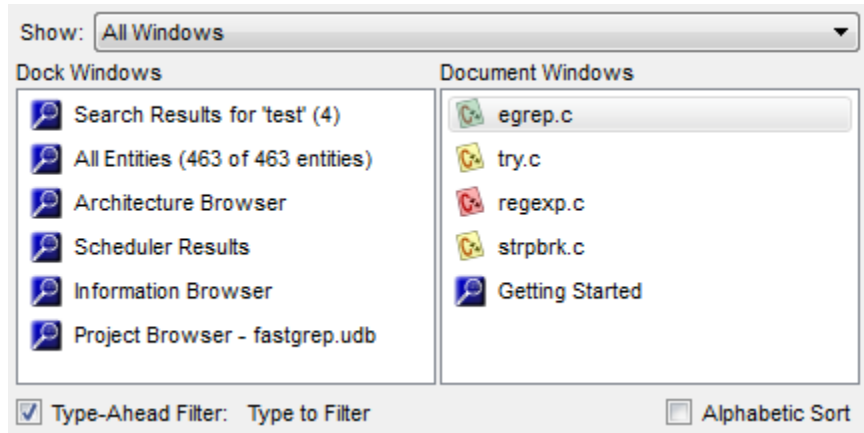 Show: All Windows
Dock Windows
Document Windows
Search Results for 'test' (4)
All Entities (463 of 463 entities)
Architecture Browser
Scheduler Results
Information Browser
Project Browser - fastgrep.udb
egrep.c
try.c
regexp.c
strpbrk.c
Getting Started
Type-Ahead Filter: Type to Filter
Alphabetic Sort